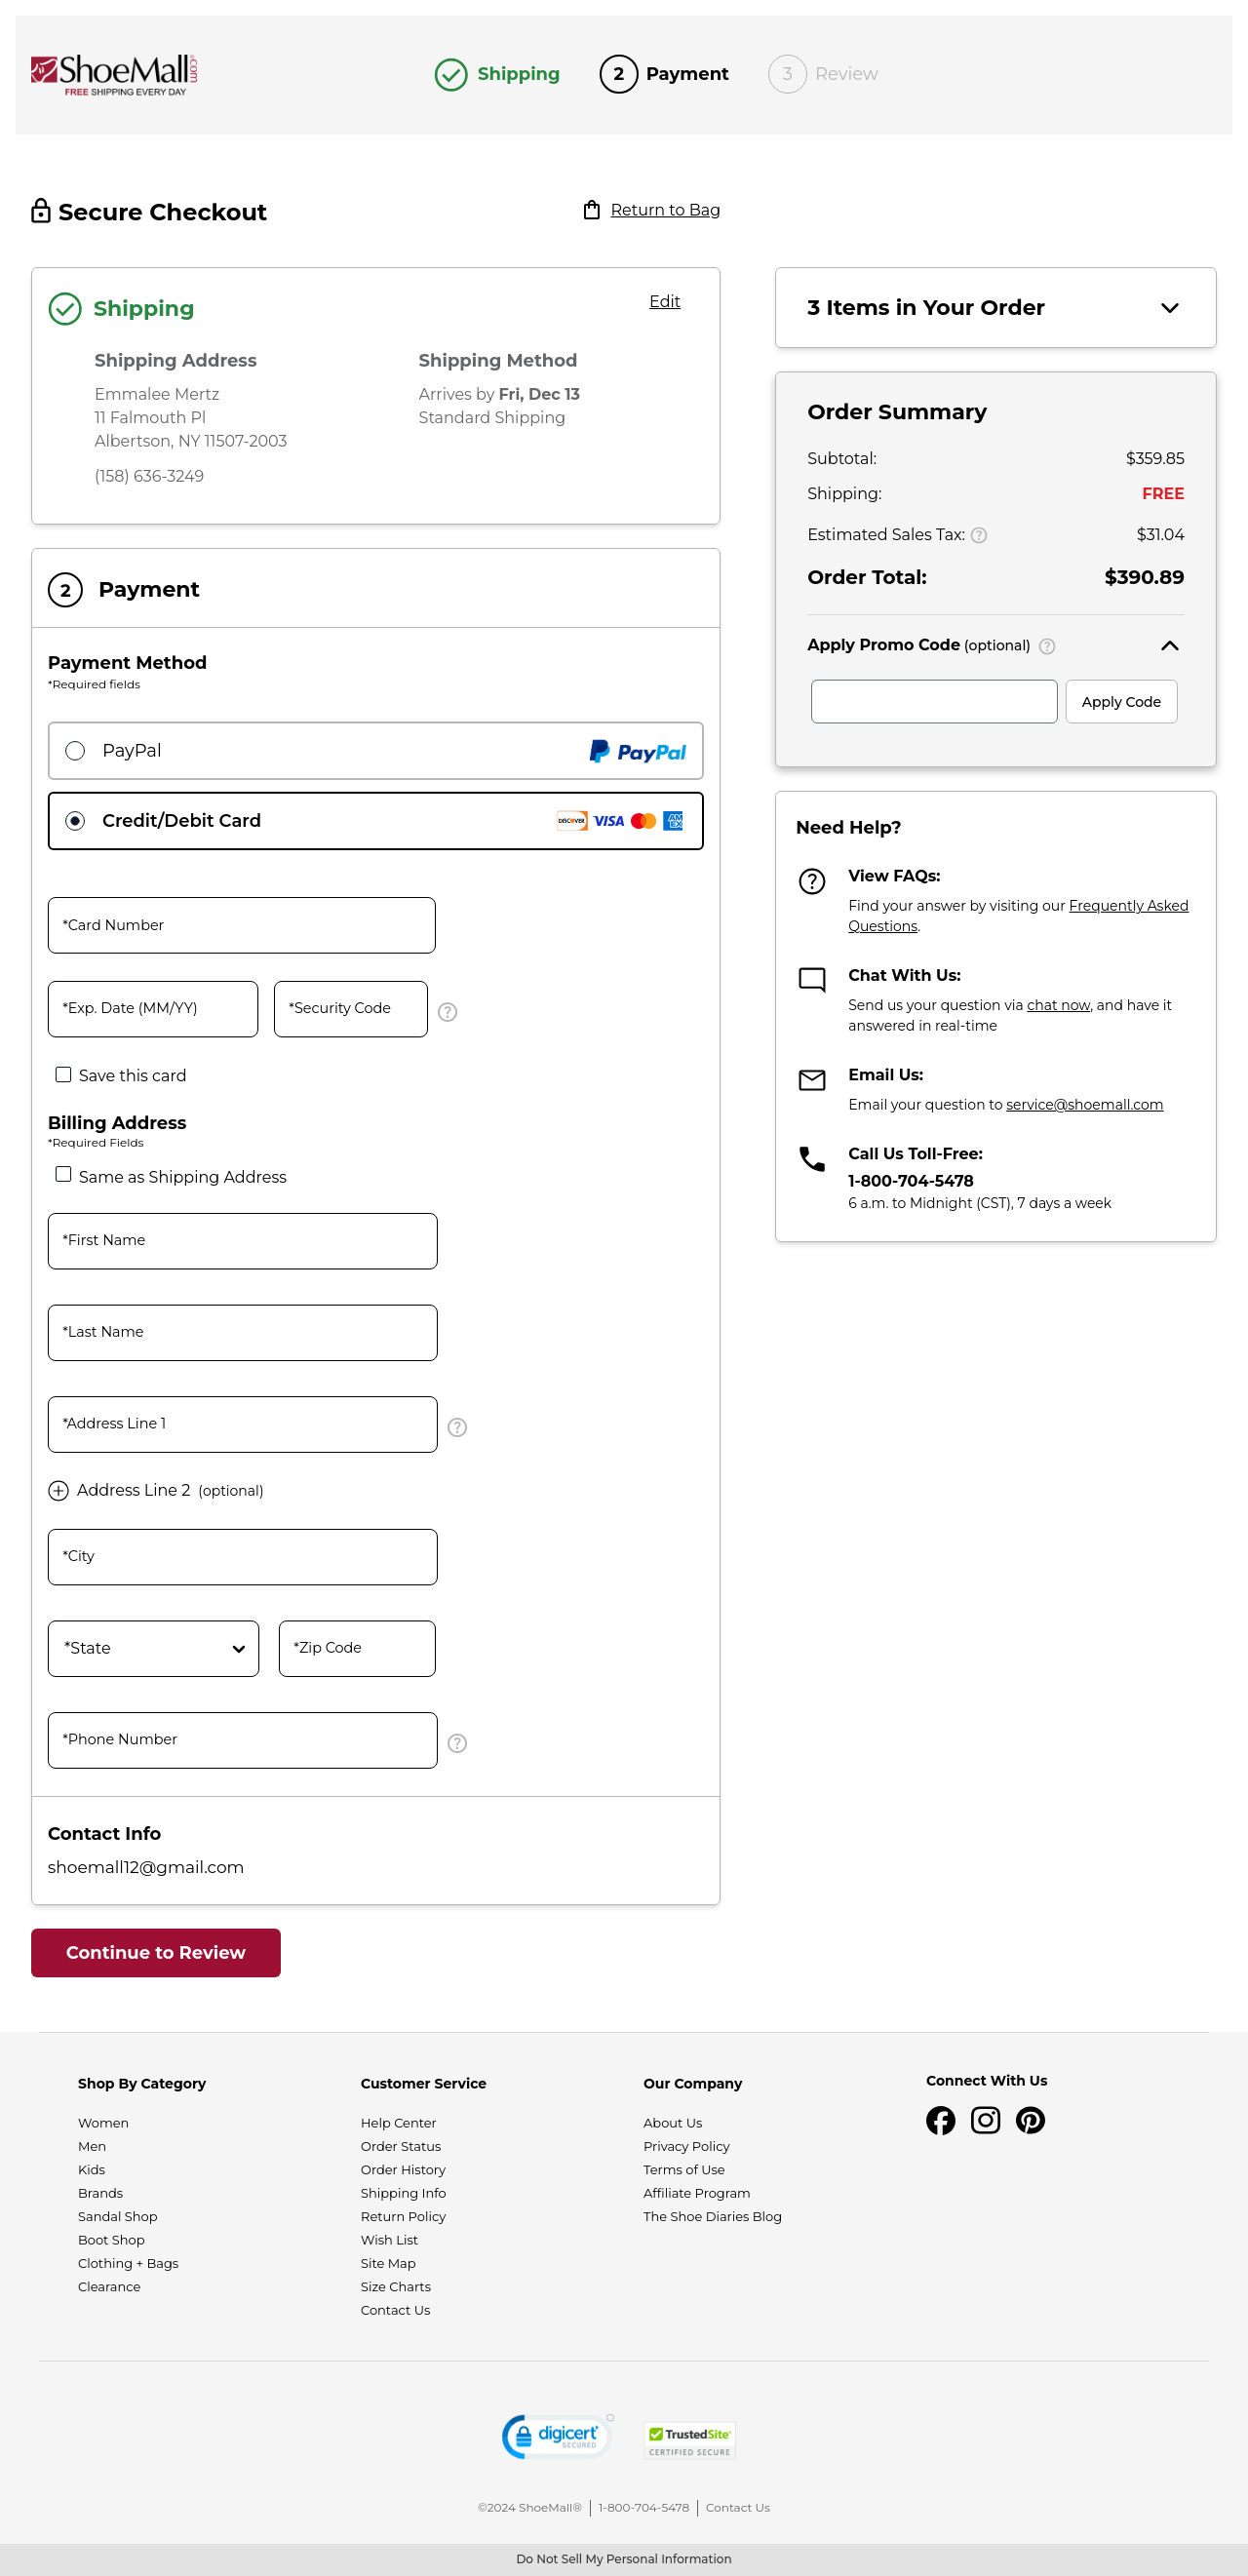 ShoeMall.com
FREE SHIPPING EVERY DAY
Shipping
2 Payment
3 Review
Secure Checkout
Return to Bag
Shipping
Edit
Shipping Address
Emmalee Mertz
11 Falmouth Pl
Albertson, NY 11507-2003
(158) 636-3249
Shipping Method
Arrives by Fri, Dec 13
Standard Shipping
2 Payment
Payment Method
*Required fields
PayPal
PayPal
Credit/Debit Card
DISCOVER VISA AM EX
*Card Number
*Exp. Date (MM/YY)
*Security Code
?
Save this card
Billing Address
*Required Fields
Same as Shipping Address
*First Name
*Last Name
*Address Line 1
?
Address Line 2 (optional)
*City
*State
*Zip Code
*Phone Number
?
Contact Info
shoemall12@gmail.com
Continue to Review
3 Items in Your Order
Order Summary
Subtotal: $359.85
Shipping: FREE
Estimated Sales Tax: ? $31.04
Order Total: $390.89
Apply Promo Code (optional) ?
Apply Code
Need Help?
?
View FAQs:
Find your answer by visiting our Frequently Asked
Questions.
Chat With Us:
Send us your question via chat now, and have it
answered in real-time
Email Us:
Email your question to service@shoemall.com
Call Us Toll-Free:
1-800-704-5478
6 a.m. to Midnight (CST), 7 days a week
Shop By Category
Women
Men
Kids
Brands
Sandal Shop
Boot Shop
Clothing + Bags
Clearance
Customer Service
Help Center
Order Status
Order History
Shipping Info
Return Policy
Wish List
Site Map
Size Charts
Contact Us
Our Company
About Us
Privacy Policy
Terms of Use
Affiliate Program
The Shoe Diaries Blog
Connect With Us
digicert
SECURED
TrustedSite
CERTIFIED SECURE
©2024 ShoeMall® | 1-800-704-5478 | Contact Us
Do Not Sell My Personal Information